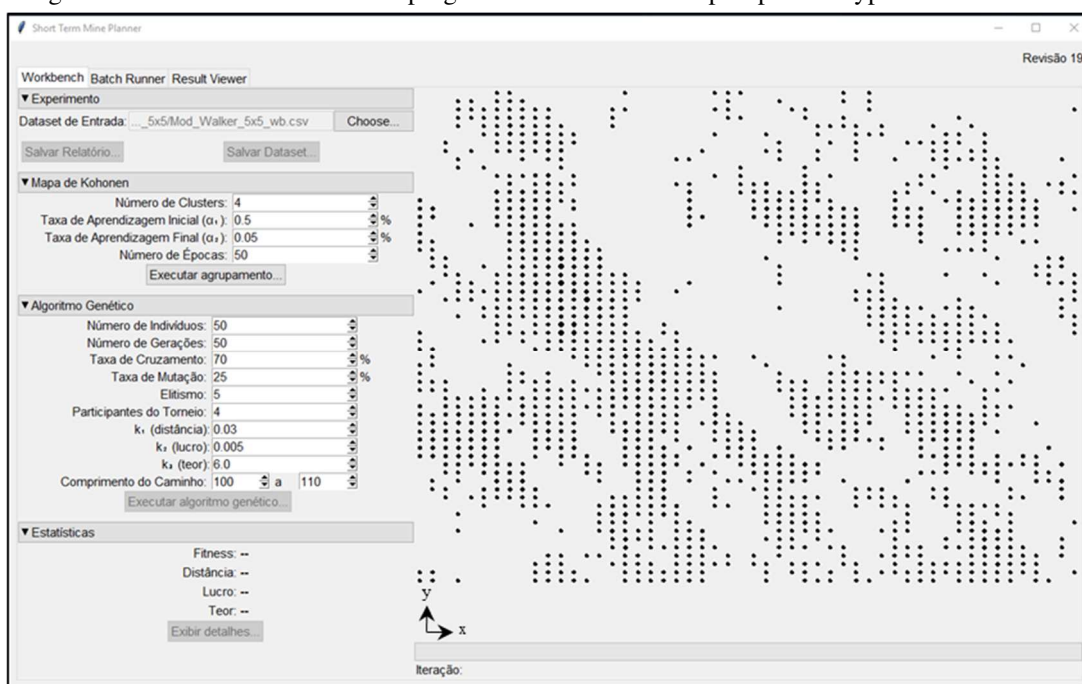 Short Term Mine Planner
Revisão 19
Workbench Batch Runner Result Viewer
▼ Experimento
Dataset de Entrada: ..._5x5/Mod_Walker_5x5_wb.csv Choose...
Salvar Relatório... Salvar Dataset...
▼ Mapa de Kohonen
Número de Clusters: 4
Taxa de Aprendizagem Inicial (α₁): 0.5 %
Taxa de Aprendizagem Final (α₂): 0.05 %
Número de Épocas: 50
Executar agrupamento...
▼ Algoritmo Genético
Número de Indivíduos: 50
Número de Gerações: 50
Taxa de Cruzamento: 70 %
Taxa de Mutação: 25 %
Elitismo: 5
Participantes do Torneio: 4
k₁ (distância): 0.03
k₂ (lucro): 0.005
k₃ (teor): 6.0
Comprimento do Caminho: 100 a 110
Executar algoritmo genético...
▼ Estatísticas
Fitness: --
Distância: --
Lucro: --
Teor: --
Exibir detalhes...
y
x
Iteração: